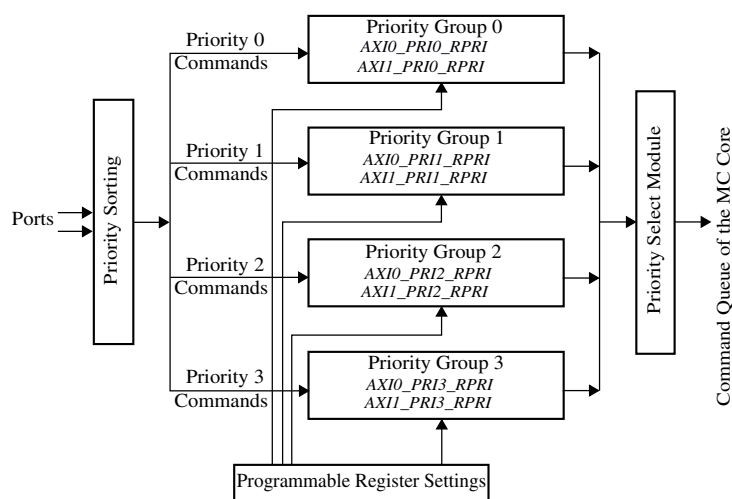 Priority 0
Commands
Priority Group 0
AXI0_PRI0_RPRI
AXI1_PRI0_RPRI
Priority 1
Commands
Priority Group 1
AXI0_PRI1_RPRI
AXI1_PRI1_RPRI
Ports
Priority Sorting
Priority 2
Commands
Priority Group 2
AXI0_PRI2_RPRI
AXI1_PRI2_RPRI
Priority 3
Commands
Priority Group 3
AXI0_PRI3_RPRI
AXI1_PRI3_RPRI
Priority Select Module
Command Queue of the MC Core
Programmable Register Settings